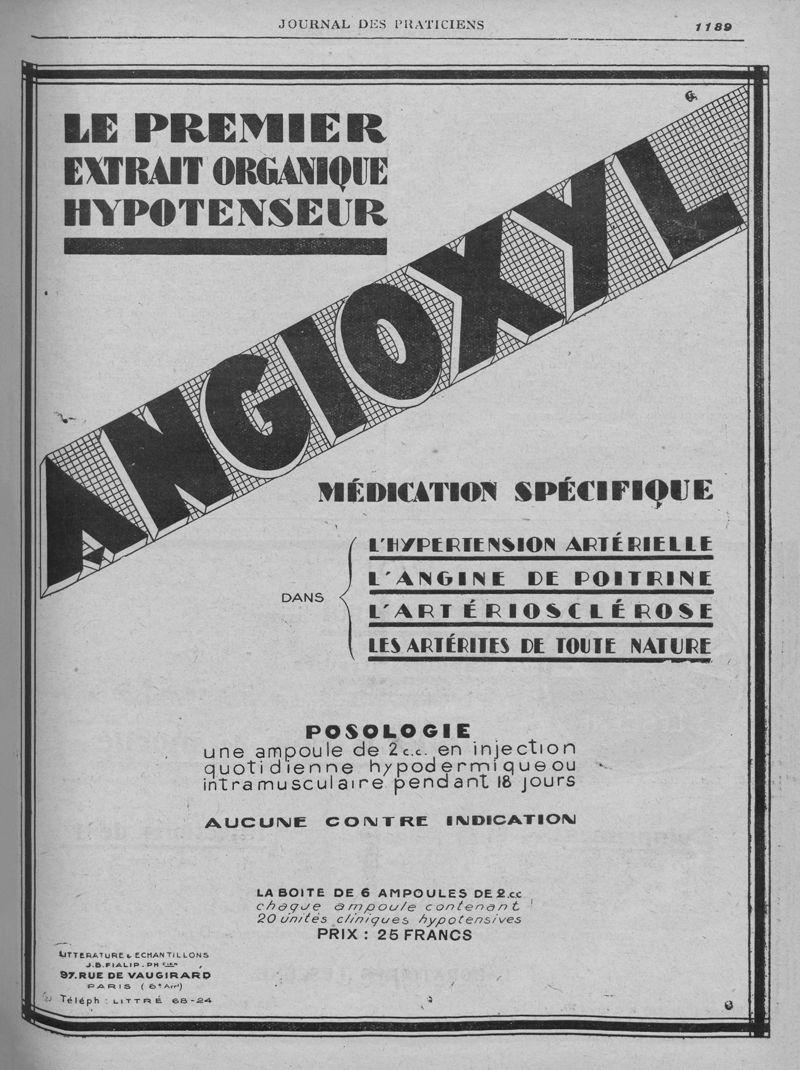 JOURNAL DES PRATICIENS
1189
LE PREMIER
EXTRAIT ORGANIQUE
HYPOTENSEUR
ANGIOXYL
MÉDICATION SPÉCIFIQUE
DANS
L'HYPERTENSION ARTÉRIELLE
L'ANGINE DE POITRINE
L'ARTÉRIOSCLÉROSE
LES ARTÉRITES DE TOUTE NATURE
POSOLOGIE
une ampoule de 2 c.c. en injection
quotidienne hypodermique ou
intramusculaire pendant 18 jours
AUCUNE CONTRE INDICATION
LA BOITE DE 6 AMPOULES DE 2.cc
chaque ampoule contenant
20 unités cliniques hypotensives
PRIX : 25 FRANCS
LITTERATURE & ECHANTILLONS
J.B. FIALIP - PH cien
97. RUE DE VAUGIRARD
PARIS (6e Arrt)
Téléph : LITTRÉ 68-24